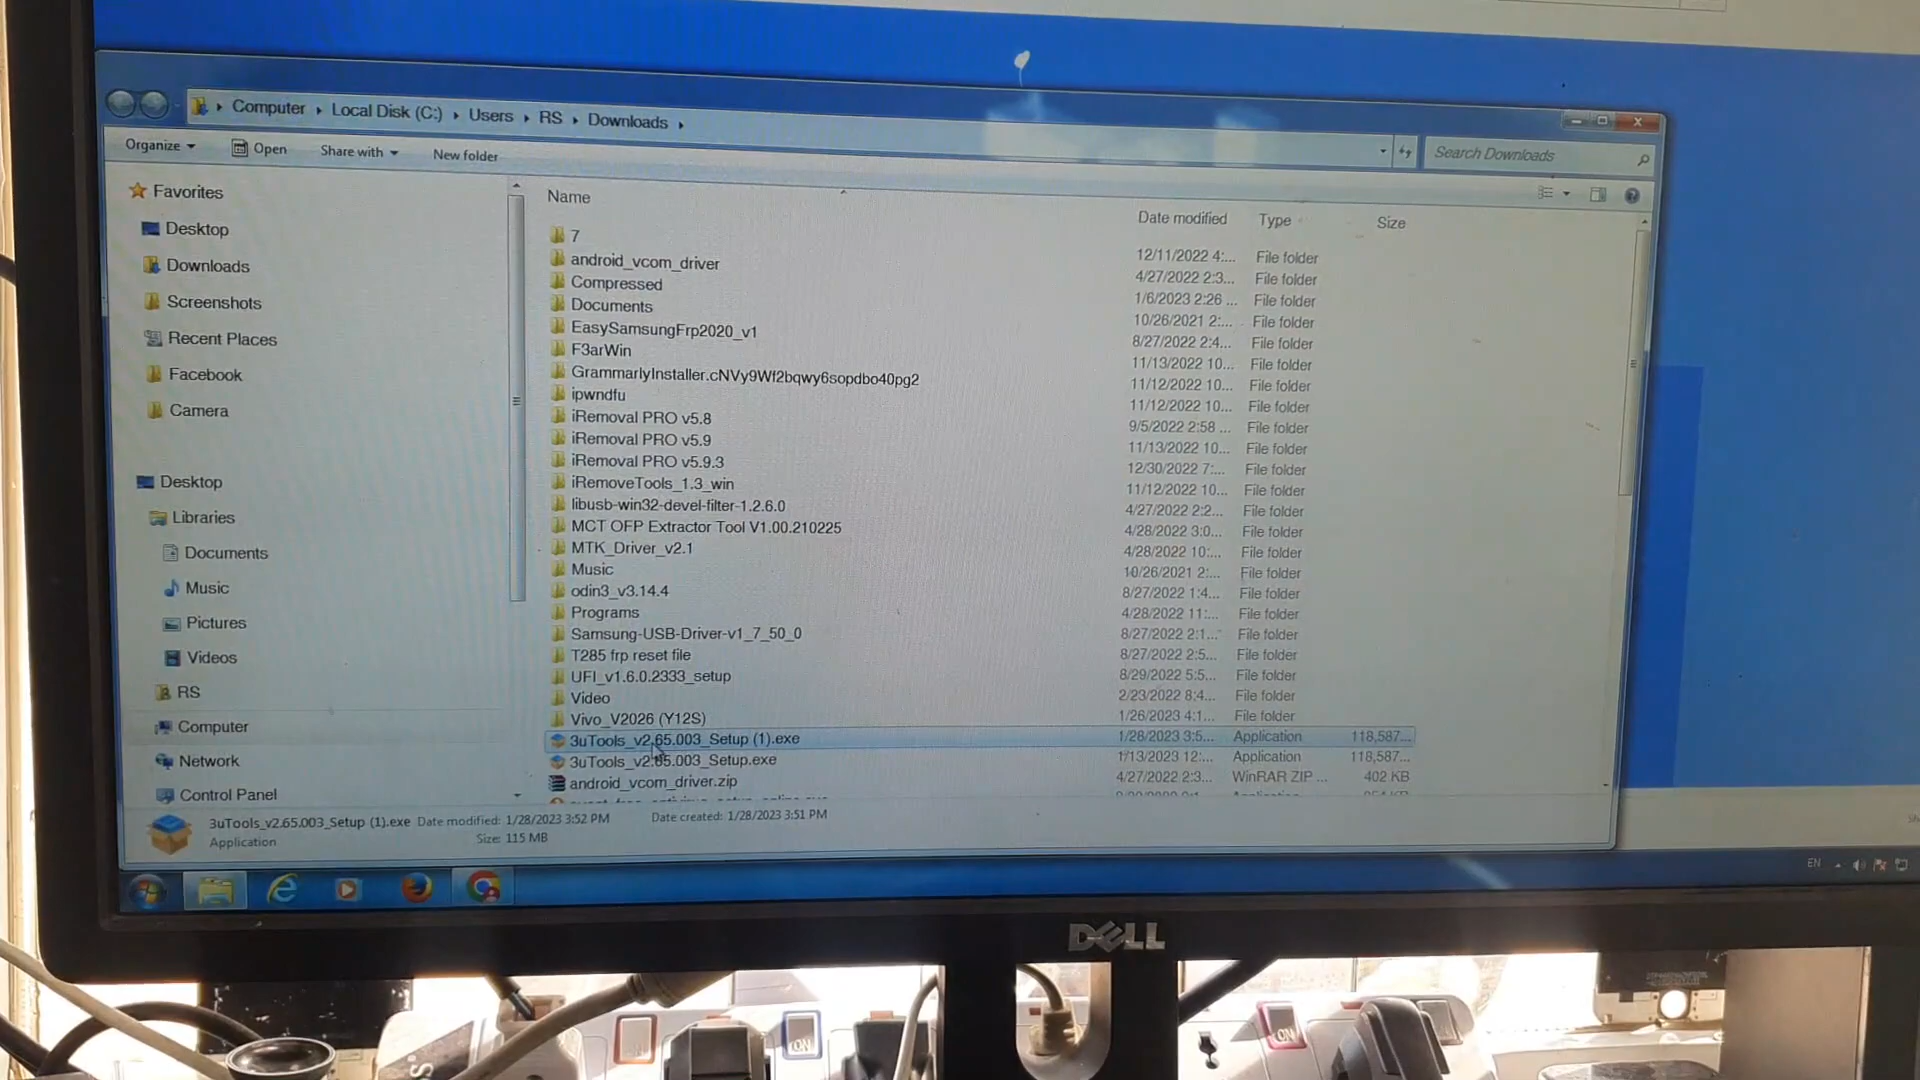 Computer ▸ Local Disk (C:) ▸ Users ▸ RS ▸ Downloads ▸
Search Downloads
Organize Open Share with New folder
Favorites
Desktop
Downloads
Screenshots
Recent Places
Facebook
Camera
Desktop
Libraries
Documents
Music
Pictures
Videos
RS
Computer
Network
Control Panel
Name Date modified Type Size
7 12/11/2022 4:... File folder
android_vcom_driver 4/27/2022 2:3... File folder
Compressed 1/6/2023 2:26 ... File folder
Documents 10/26/2021 2:... File folder
EasySamsungFrp2020_v1 8/27/2022 2:4... File folder
F3arWin 11/13/2022 10... File folder
GrammarlyInstaller.cNVy9Wf2bqwy6sopdbo40pg2 11/12/2022 10... File folder
ipwndfu 11/12/2022 10... File folder
iRemoval PRO v5.8 9/5/2022 2:58 ... File folder
iRemoval PRO v5.9 11/13/2022 10... File folder
iRemoval PRO v5.9.3 12/30/2022 7:... File folder
iRemoveTools_1.3_win 11/12/2022 10... File folder
libusb-win32-devel-filter-1.2.6.0 4/27/2022 2:2... File folder
MCT OFP Extractor Tool V1.00.210225 4/28/2022 3:0... File folder
MTK_Driver_v2.1 4/28/2022 10:... File folder
Music 10/26/2021 2:... File folder
odin3_v3.14.4 8/27/2022 1:4... File folder
Programs 4/28/2022 11:... File folder
Samsung-USB-Driver-v1_7_50_0 8/27/2022 2:1... File folder
T285 frp reset file 8/27/2022 2:5... File folder
UFI_v1.6.0.2333_setup 8/29/2022 5:5... File folder
Video 2/23/2022 8:4... File folder
Vivo_V2026 (Y12S) 1/26/2023 4:1... File folder
3uTools_v2.65.003_Setup (1).exe 1/28/2023 3:5... Application 118,587...
3uTools_v2.65.003_Setup.exe 1/13/2023 12:... Application 118,587...
android_vcom_driver.zip 4/27/2022 2:3... WinRAR ZIP ... 402 KB
3uTools_v2.65.003_Setup (1).exe Date modified: 1/28/2023 3:52 PM Date created: 1/28/2023 3:51 PM
Application Size: 115 MB
EN
DELL
ON
ON